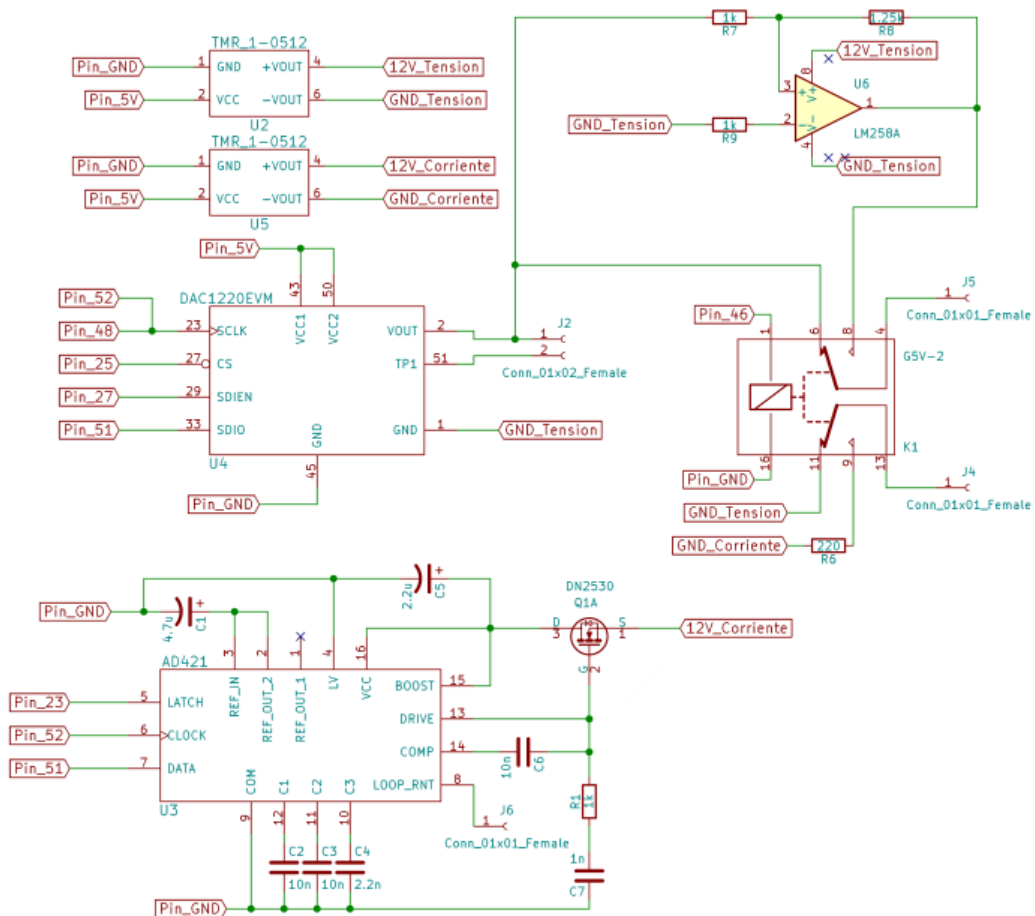 TMR_1-0512
Pin_GND 1 GND +VOUT 4 12V_Tension
Pin_5V 2 VCC -VOUT 6 GND_Tension
U2
TMR_1-0512
Pin_GND 1 GND +VOUT 4 12V_Corriente
Pin_5V 2 VCC -VOUT 6 GND_Corriente
U5
1k
R7
1.25k
R8
12V_Tension
8
V+
U6
3
+
1
GND_Tension
1k
R9
2
-
V-
LM258A
4
GND_Tension
Pin_5V
43
50
DAC1220EVM
VCC1
VCC2
Pin_52
Pin_48 23 SCLK
VOUT 2
1
J2
Pin_25 27 CS
TP1 51
2
Conn_01x02_Female
Pin_27 29 SDIEN
Pin_51 33 SDIO
GND
GND 1 GND_Tension
U4
45
Pin_GND
Pin_46
1
6
8
4
J5
1
Conn_01x01_Female
G5V-2
K1
16
11
9
13
Pin_GND
J4
1
Conn_01x01_Female
GND_Tension
GND_Corriente
220
R6
Pin_GND
4.7u
C1
2.2u
C5
DN2530
Q1A
D
3
S
1
12V_Corriente
G
2
AD421
3
2
1
4
16
REF_IN
REF_OUT_2
REF_OUT_1
LV
VCC
BOOST 15
Pin_23 5 LATCH
DRIVE 13
Pin_52 6 CLOCK
COMP 14
10n
C6
Pin_51 7 DATA
LOOP_RNT 8
COM
C1
C2
C3
U3
9
12
11
10
J6
1
Conn_01x01_Female
R1
1k
C2
10n
C3
10n
C4
2.2n
1n
C7
Pin_GND